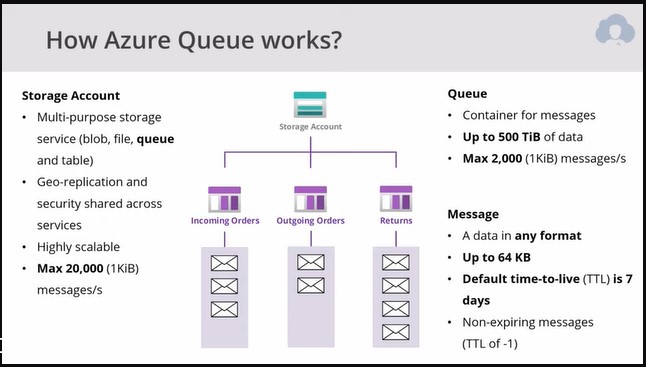 How Azure Queue works?
Storage Account
• Multi-purpose storage
service (blob, file, queue
and table)
• Geo-replication and
security shared across
services
• Highly scalable
• Max 20,000 (1KiB)
messages/s
Storage Account
Incoming Orders
Outgoing Orders
Returns
Queue
• Container for messages
• Up to 500 TiB of data
• Max 2,000 (1KiB) messages/s
Message
• A data in any format
• Up to 64 KB
• Default time-to-live (TTL) is 7
days
• Non-expiring messages
(TTL of -1)